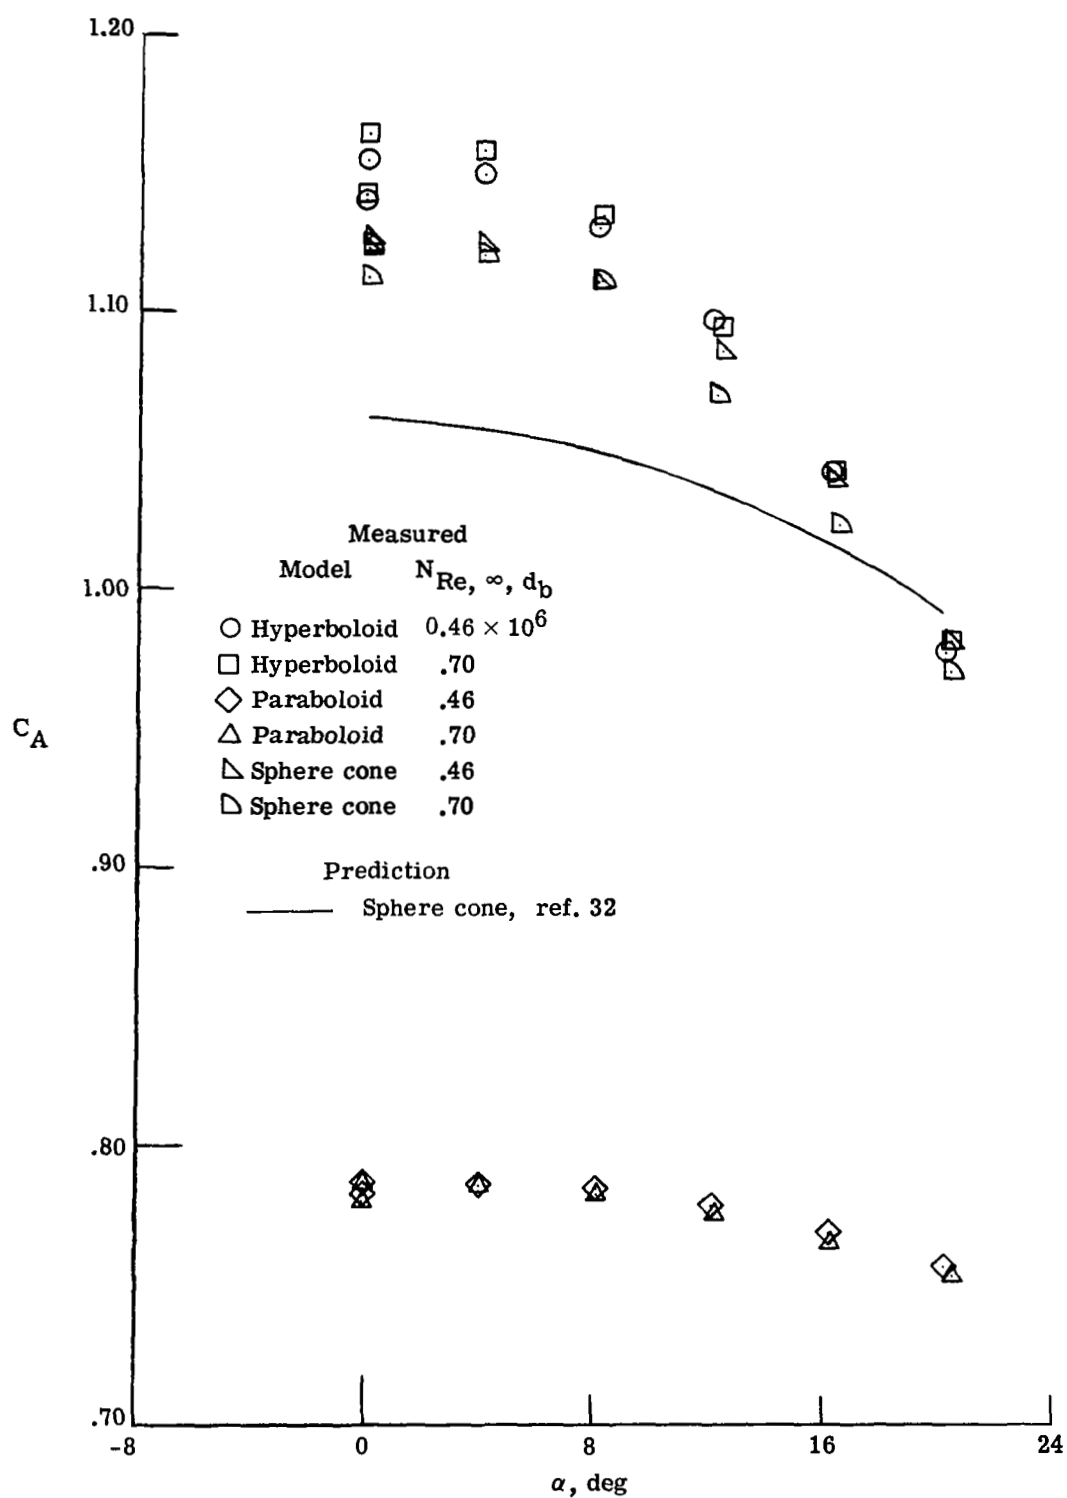 1.20
1.10
1.00
.90
.80
.70
C_A
Measured
Model N_Re, ∞, d_b
Hyperboloid 0.46 × 10^6
Hyperboloid .70
Paraboloid .46
Paraboloid .70
Sphere cone .46
Sphere cone .70
Prediction
Sphere cone, ref. 32
-8 0 8 16 24
α, deg